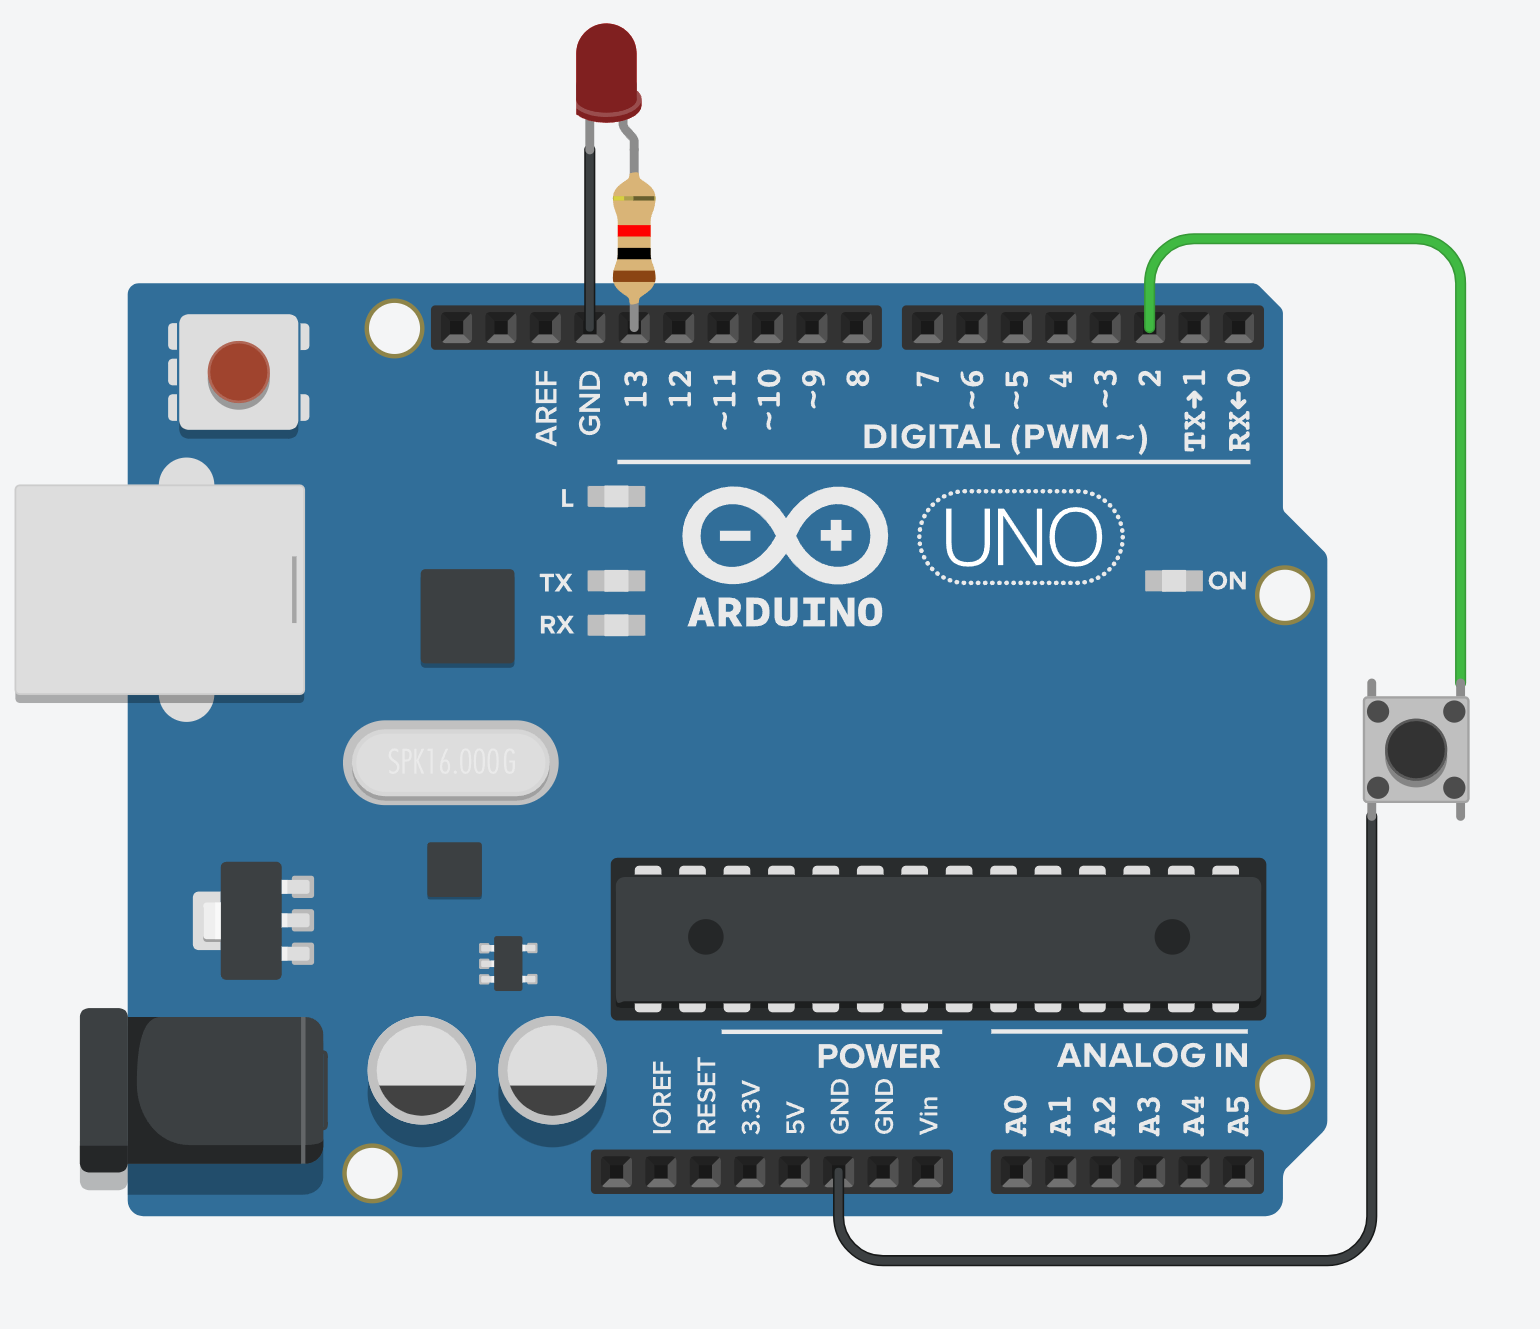 AREF
GND
13
12
~11
~10
~9
8
7
~6
~5
4
~3
2
TX→1
RX←0
DIGITAL (PWM~)
L
TX
RX
ARDUINO
UNO
ON
SPK16.000G
POWER
ANALOG IN
IOREF
RESET
3.3V
5V
GND
GND
Vin
A0
A1
A2
A3
A4
A5